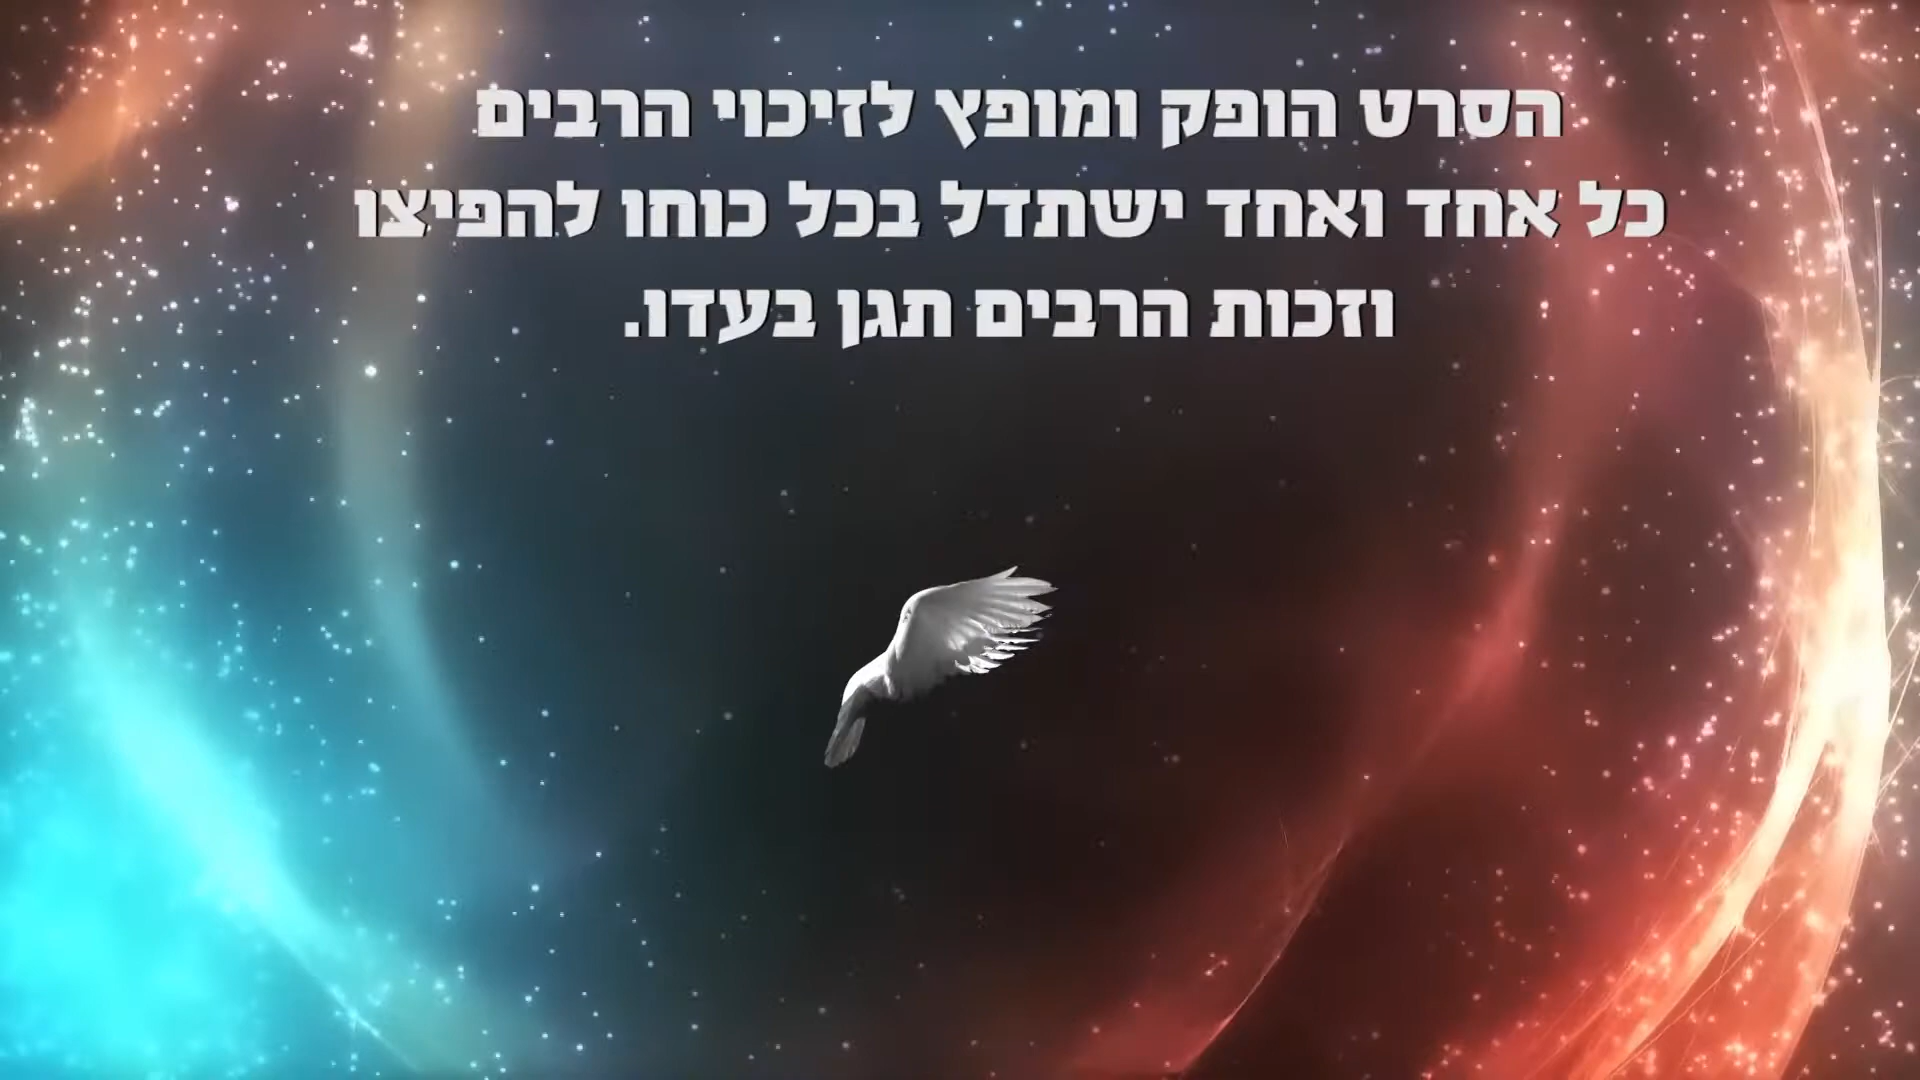 הסרט הופק ומופץ לזיכוי הרבים
כל אחד ואחד ישתדל בכל כוחו להפיצו
וזכות הרבים תגן בעדו.